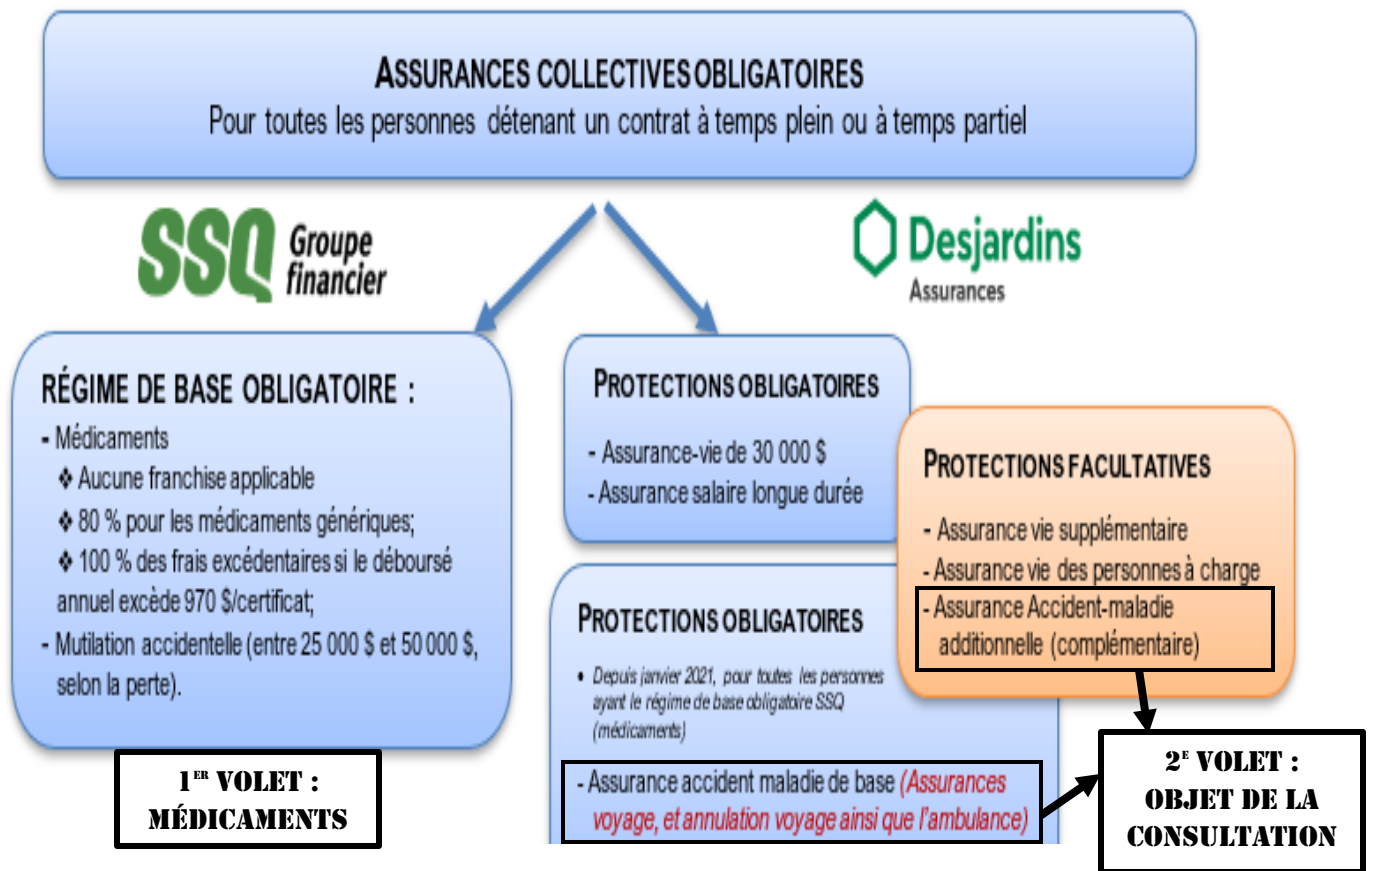 ASSURANCES COLLECTIVES OBLIGATOIRES
Pour toutes les personnes détenant un contrat à temps plein ou à temps partiel
SSQ Groupe
financier
Desjardins
Assurances
RÉGIME DE BASE OBLIGATOIRE :
- Médicaments
❖ Aucune franchise applicable
❖ 80 % pour les médicaments génériques;
❖ 100 % des frais excédentaires si le déboursé
annuel excède 970 $/certificat;
- Mutilation accidentelle (entre 25 000 $ et 50 000 $,
selon la perte).
1ER VOLET :
MÉDICAMENTS
PROTECTIONS OBLIGATOIRES
- Assurance-vie de 30 000 $
- Assurance salaire longue durée
PROTECTIONS FACULTATIVES
- Assurance vie supplémentaire
- Assurance vie des personnes à charge
- Assurance Accident-maladie
additionnelle (complémentaire)
PROTECTIONS OBLIGATOIRES
• Depuis janvier 2021, pour toutes les personnes
ayant le régime de base obligatoire SSQ
(médicaments)
- Assurance accident maladie de base (Assurances
voyage, et annulation voyage ainsi que l'ambulance)
2E VOLET :
OBJET DE LA
CONSULTATION